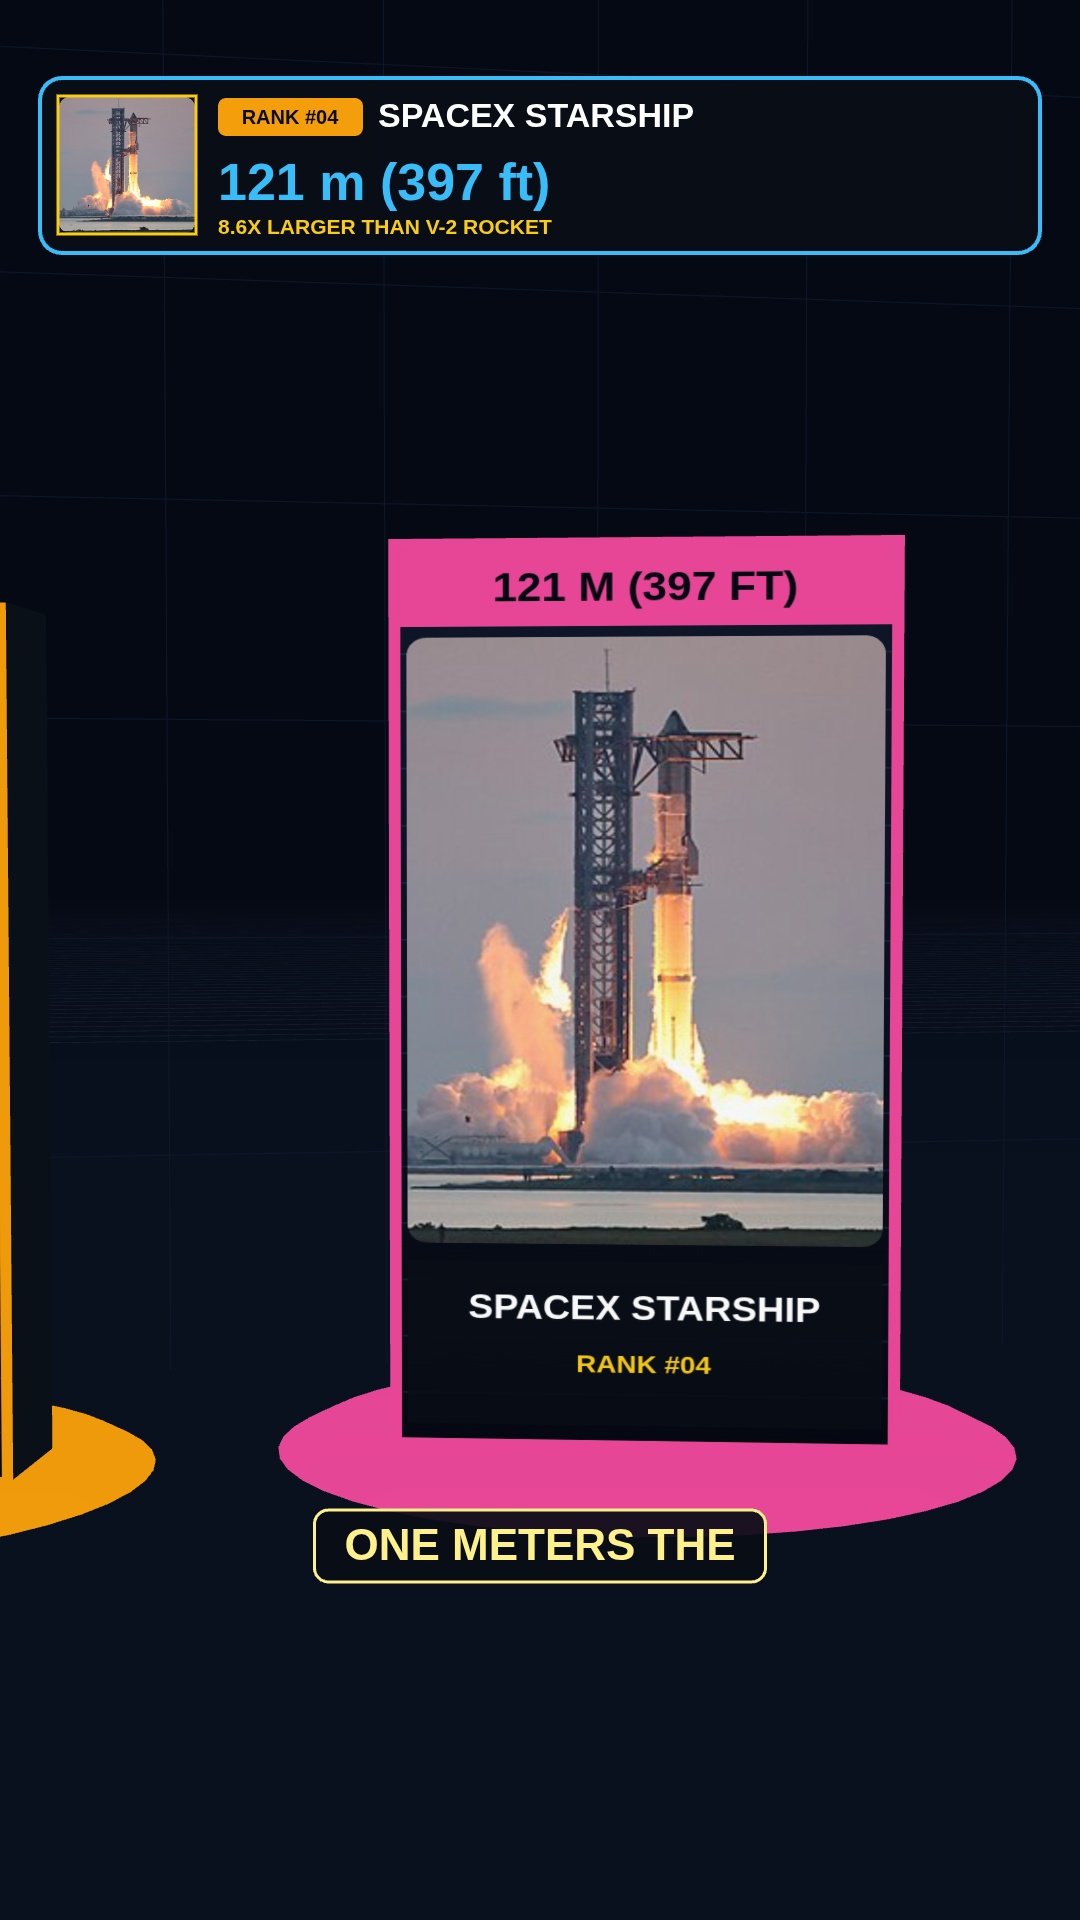 RANK #04 SPACEX STARSHIP
121 m (397 ft)
8.6X LARGER THAN V-2 ROCKET
121 M (397 FT)
SPACEX STARSHIP
RANK #04
ONE METERS THE